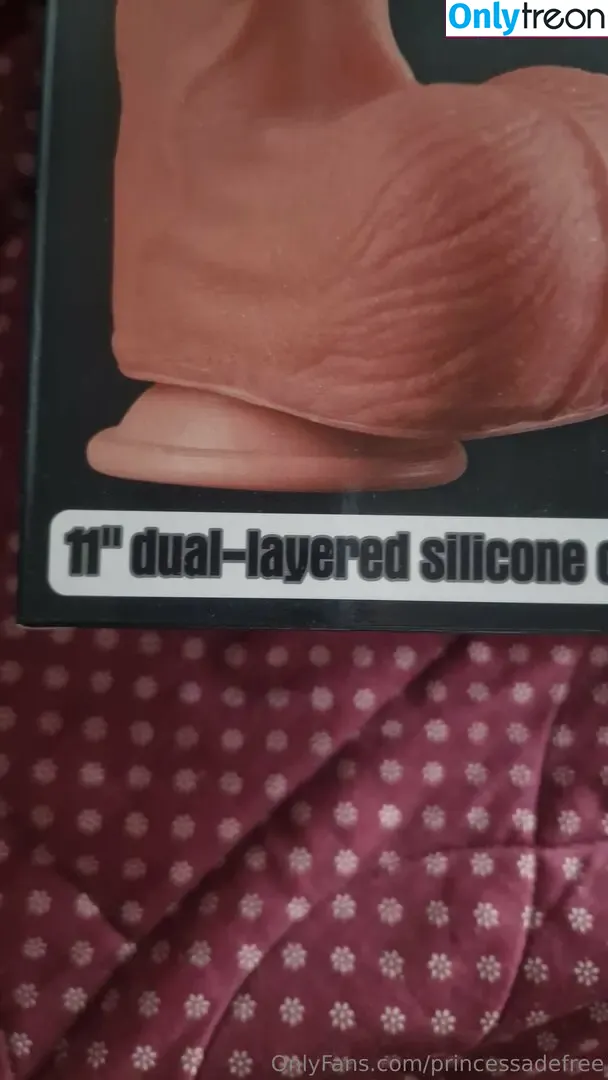 Onlytreon
11" dual-layered silicone
OnlyFans.com/princessadefree